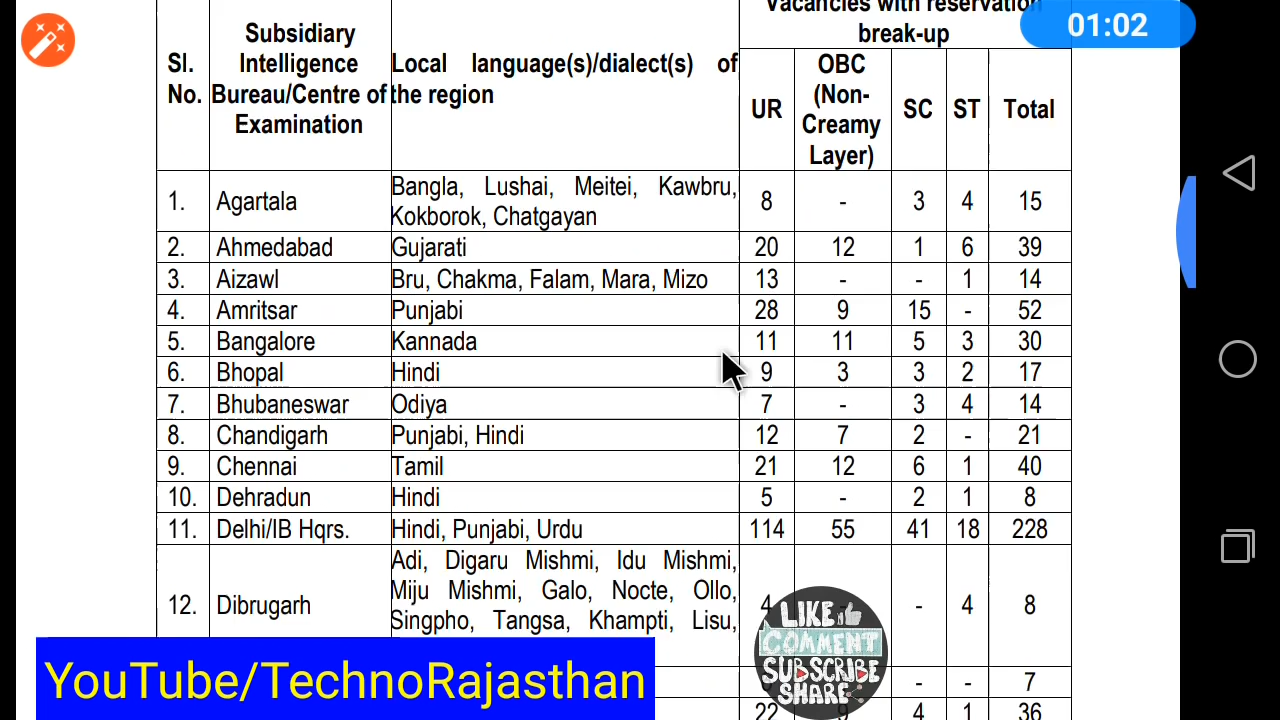 Vacancies with reservation
break-up
01:02
Sl.
No.
Subsidiary
Intelligence
Bureau/Centre of
Examination
Local language(s)/dialect(s) of
the region
UR
OBC
(Non-
Creamy
Layer)
SC
ST
Total
1. Agartala Bangla, Lushai, Meitei, Kawbru,
Kokborok, Chatgayan 8 - 3 4 15
2. Ahmedabad Gujarati 20 12 1 6 39
3. Aizawl Bru, Chakma, Falam, Mara, Mizo 13 - - 1 14
4. Amritsar Punjabi 28 9 15 - 52
5. Bangalore Kannada 11 11 5 3 30
6. Bhopal Hindi 9 3 3 2 17
7. Bhubaneswar Odiya 7 - 3 4 14
8. Chandigarh Punjabi, Hindi 12 7 2 - 21
9. Chennai Tamil 21 12 6 1 40
10. Dehradun Hindi 5 - 2 1 8
11. Delhi/IB Hqrs. Hindi, Punjabi, Urdu 114 55 41 18 228
12. Dibrugarh Adi, Digaru Mishmi, Idu Mishmi,
Miju Mishmi, Galo, Nocte, Ollo,
Singpho, Tangsa, Khampti, Lisu, 4 - 4 8
- - 7
22 9 4 1 36
YouTube/TechnoRajasthan
LIKE
COMMENT
SUBSCRIBE
SHARE